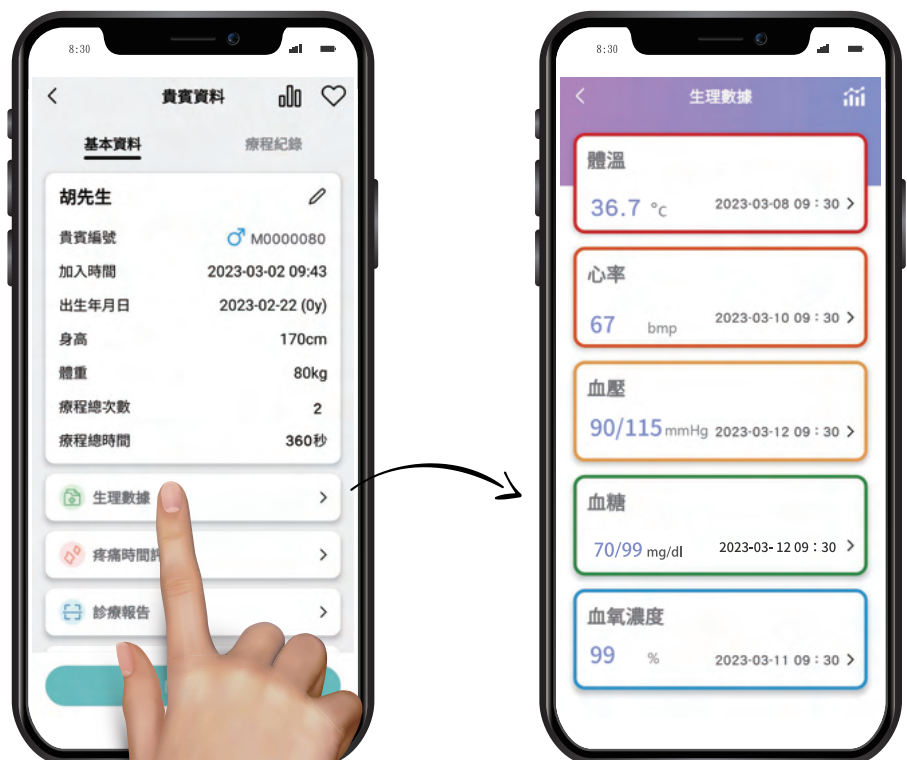 8:30
貴賓資料
基本資料 療程紀錄
胡先生
貴賓編號 M0000080
加入時間 2023-03-02 09:43
出生年月日 2023-02-22 (0y)
身高 170cm
體重 80kg
療程總次數 2
療程總時間 360秒
生理數據
疼痛時間
診療報告
8:30
生理數據
體溫
36.7 °c 2023-03-08 09：30
心率
67 bmp 2023-03-10 09：30
血壓
90/115 mmHg 2023-03-12 09：30
血糖
70/99 mg/dl 2023-03-12 09：30
血氧濃度
99 % 2023-03-11 09：30